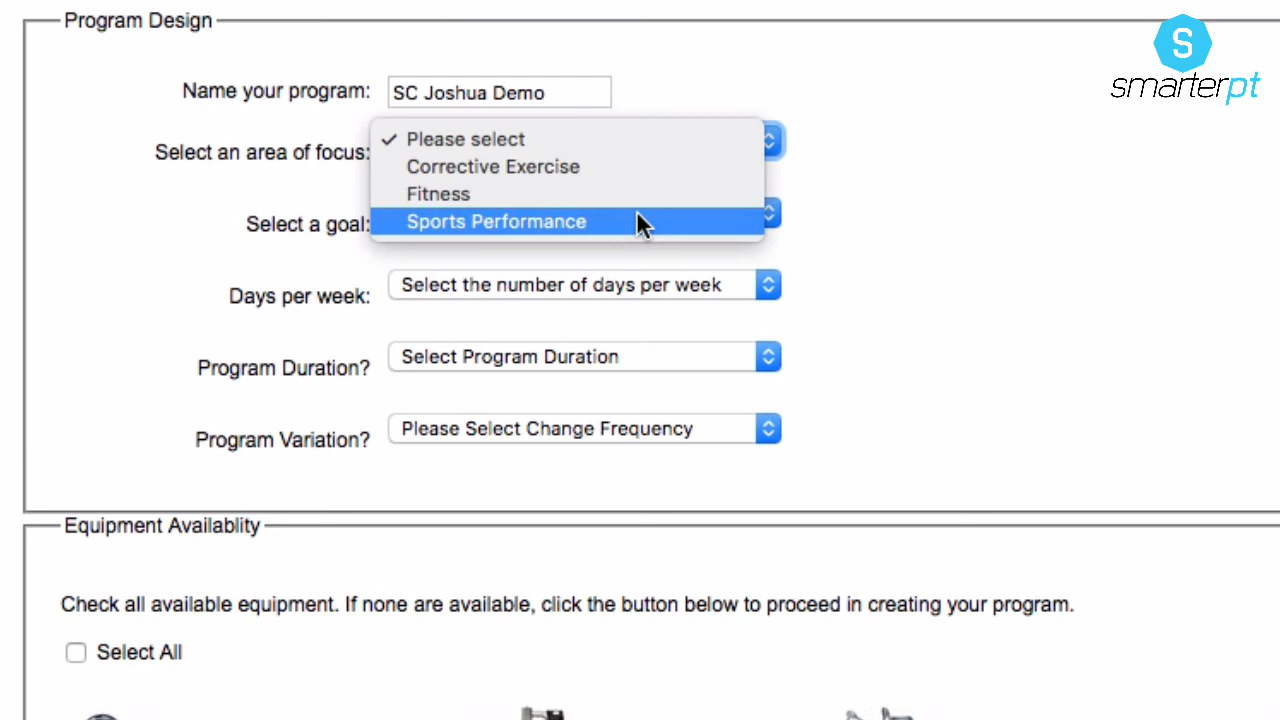 Program Design
S
smarterpt
Name your program: SC Joshua Demo
Select an area of focus:
Please select
Corrective Exercise
Fitness
Sports Performance
Select a goal:
Days per week: Select the number of days per week
Program Duration? Select Program Duration
Program Variation? Please Select Change Frequency
Equipment Availablity
Check all available equipment. If none are available, click the button below to proceed in creating your program.
Select All